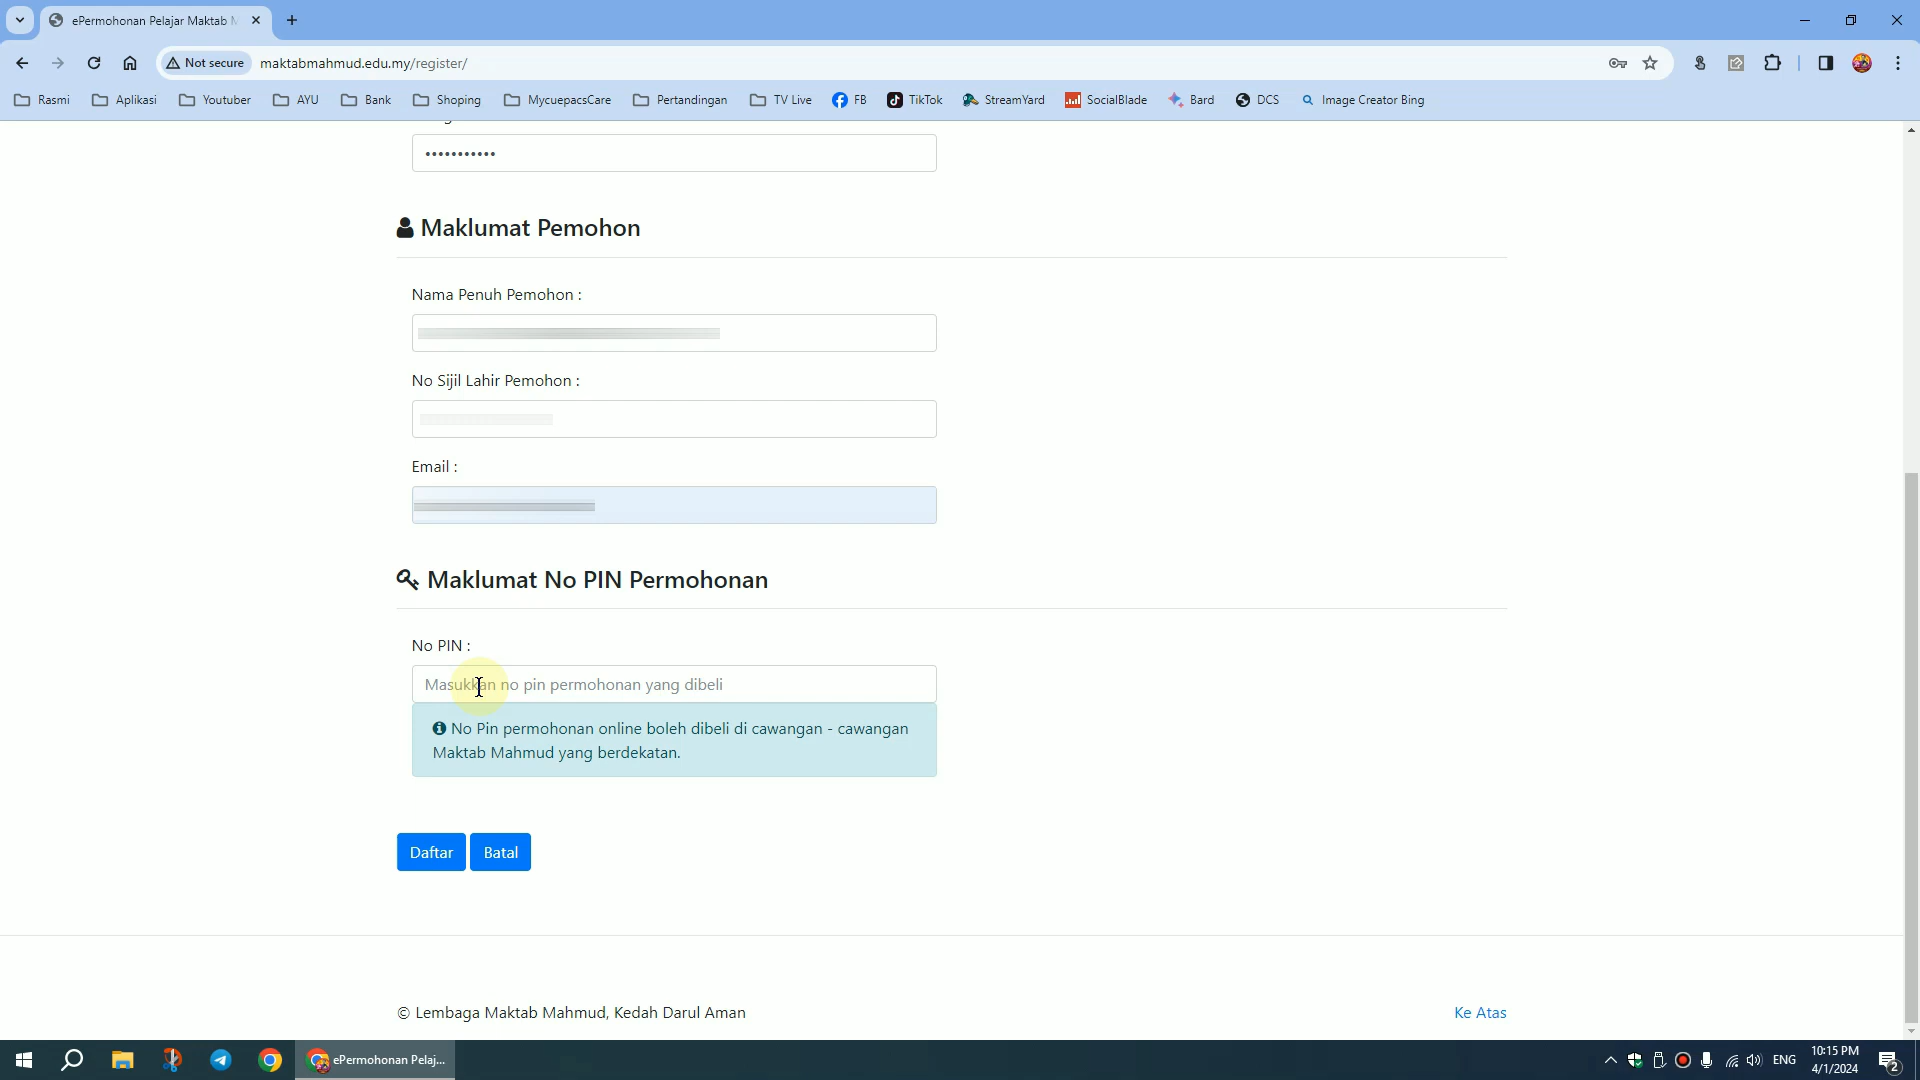 ePermohonan Pelajar Maktab
Not secure
maktabmahmud.edu.my/register/
Rasmi
Aplikasi
Youtuber
AYU
Bank
Shoping
MycuepacsCare
Pertandingan
TV Live
FB
TikTok
StreamYard
SocialBlade
Bard
DCS
Image Creator Bing
•••••••••••
Maklumat Pemohon
Nama Penuh Pemohon :
No Sijil Lahir Pemohon :
Email :
Maklumat No PIN Permohonan
No PIN :
Masukkan no pin permohonan yang dibeli
No Pin permohonan online boleh dibeli di cawangan - cawangan
Maktab Mahmud yang berdekatan.
Daftar
Batal
© Lembaga Maktab Mahmud, Kedah Darul Aman
Ke Atas
ePermohonan Pelaj...
ENG
10:15 PM
4/1/2024
2